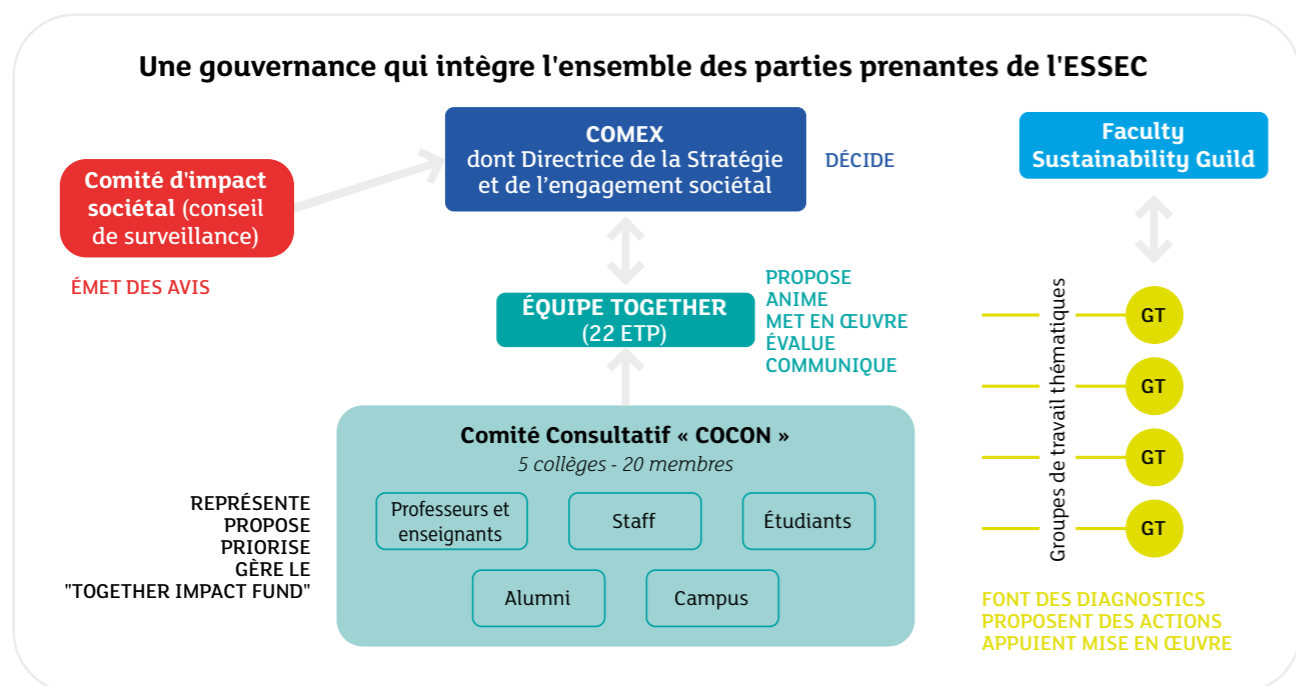 Une gouvernance qui intègre l'ensemble des parties prenantes de l'ESSEC
COMEX
dont Directrice de la Stratégie
et de l’engagement sociétal
DÉCIDE
Faculty
Sustainability Guild
Comité d'impact
sociétal (conseil
de surveillance)
ÉMET DES AVIS
ÉQUIPE TOGETHER
(22 ETP)
PROPOSE
ANIME
MET EN ŒUVRE
ÉVALUE
COMMUNIQUE
Comité Consultatif « COCON »
5 collèges - 20 membres
Professeurs et
enseignants
Staff
Étudiants
Alumni
Campus
REPRÉSENTE
PROPOSE
PRIORISE
GÈRE LE
"TOGETHER IMPACT FUND"
Groupes de travail thématiques
GT
GT
GT
GT
FONT DES DIAGNOSTICS
PROPOSENT DES ACTIONS
APPUIENT MISE EN ŒUVRE